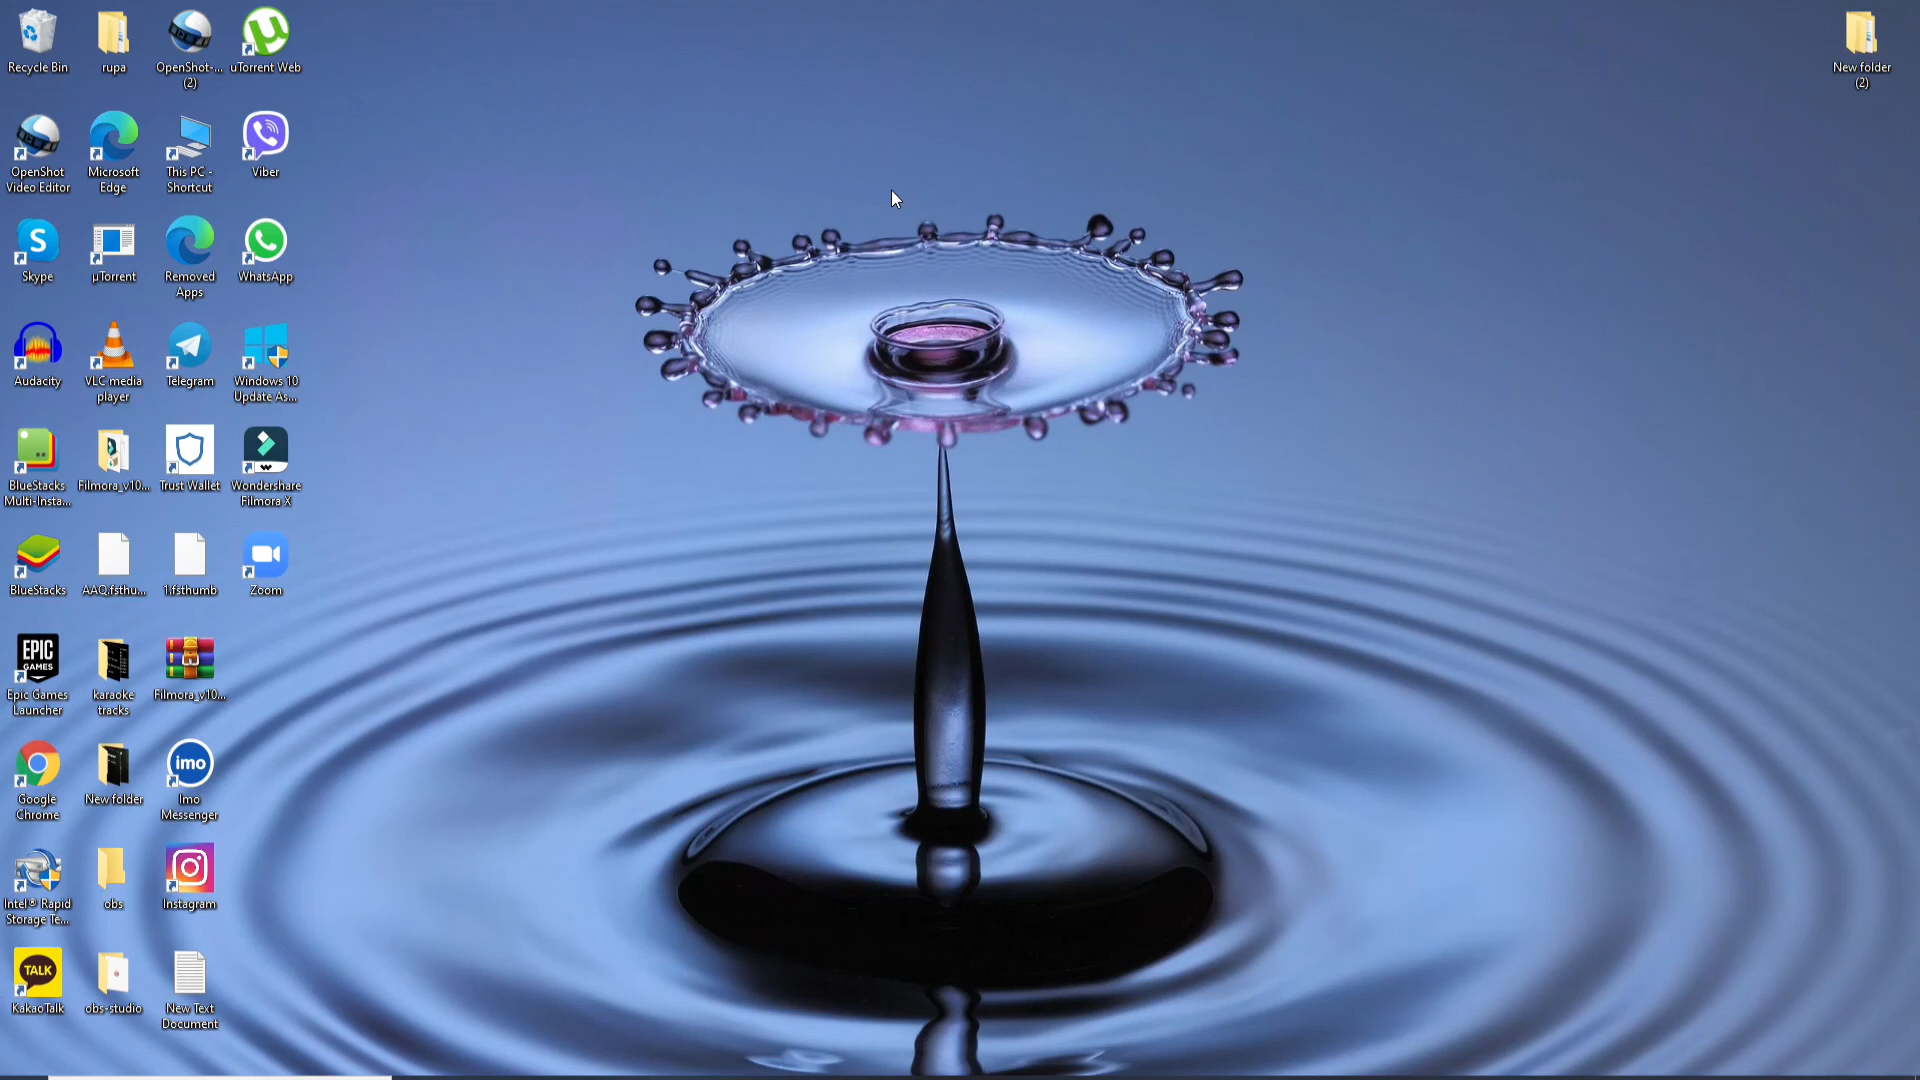 Recycle Bin
rupa
OpenShot-...
(2)
uTorrent Web
New folder
(2)
OpenShot
Video Editor
Microsoft
Edge
This PC -
Shortcut
Viber
S
Skype
µTorrent
Removed
Apps
WhatsApp
Audacity
VLC media
player
Telegram
Windows 10
Update As...
BlueStacks
Multi-Insta...
Filmora_v10...
Trust Wallet
Wondershare
Filmora X
BlueStacks
AAQ.fsthu...
1.fsthumb
Zoom
EPIC
GAMES
Epic Games
Launcher
karaoke
tracks
Filmora_v10...
Google
Chrome
New folder
imo
Imo
Messenger
Intel® Rapid
Storage Te...
obs
Instagram
TALK
KakaoTalk
obs-studio
New Text
Document